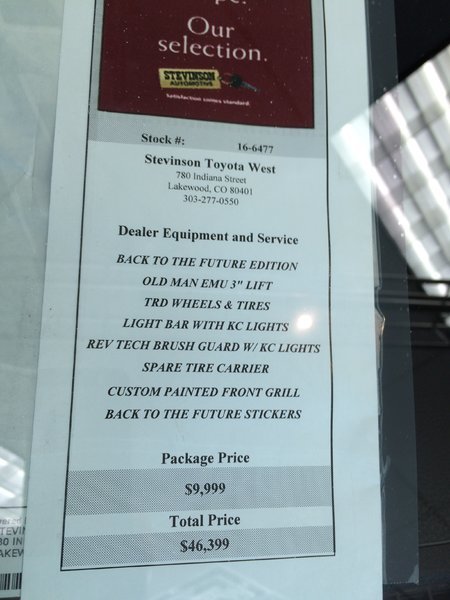 Our
selection.
STEVINSON
AUTOMOTIVE
Satisfaction comes standard.
Stock #: 16-6477
Stevinson Toyota West
780 Indiana Street
Lakewood, CO 80401
303-277-0550
Dealer Equipment and Service
BACK TO THE FUTURE EDITION
OLD MAN EMU 3" LIFT
TRD WHEELS & TIRES
LIGHT BAR WITH KC LIGHTS
REV TECH BRUSH GUARD W/ KC LIGHTS
SPARE TIRE CARRIER
CUSTOM PAINTED FRONT GRILL
BACK TO THE FUTURE STICKERS
Package Price
$9,999
Total Price
$46,399